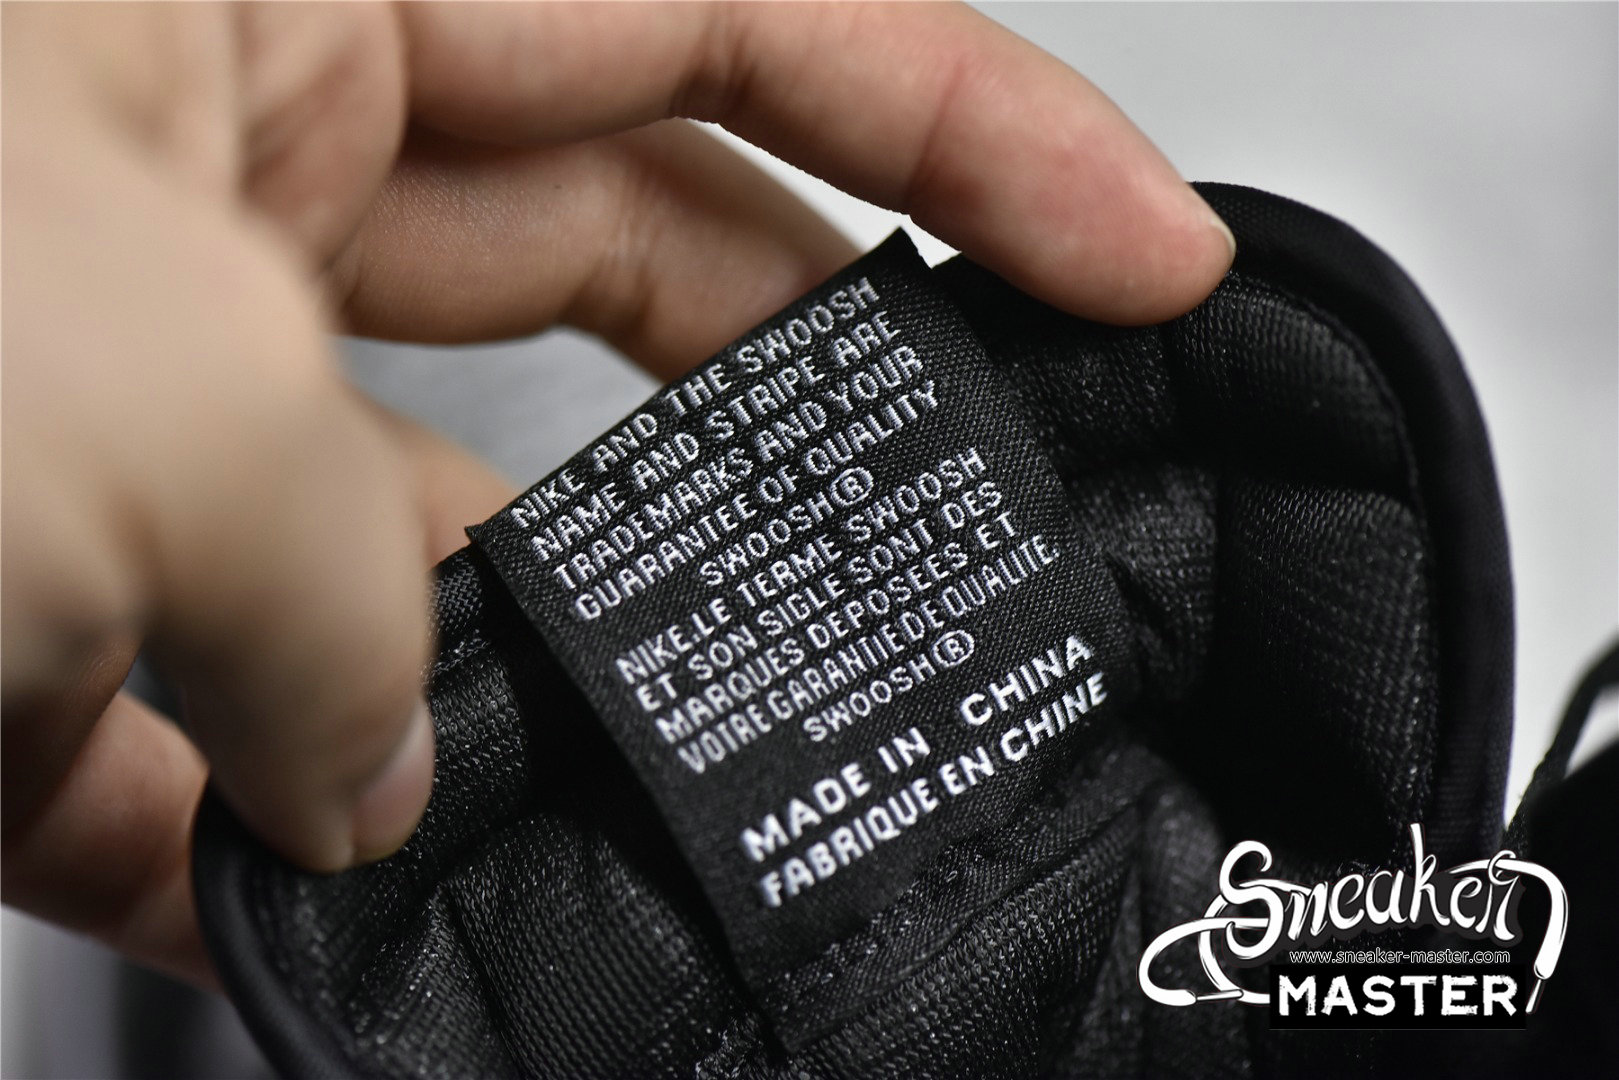 NIKE AND THE SWOOSH
NAME AND STRIPE ARE
TRADEMARKS AND YOUR
GUARANTEE OF QUALITY
SWOOSH®
NIKE.LE TERME SWOOSH
ET SON SIGLE SONT DES
MARQUES DEPOSEES ET
VOTRE GARANTIE DE QUALITE.
SWOOSH®
MADE IN CHINA
FABRIQUE EN CHINE
Sneaker
www.sneaker-master.com
MASTER